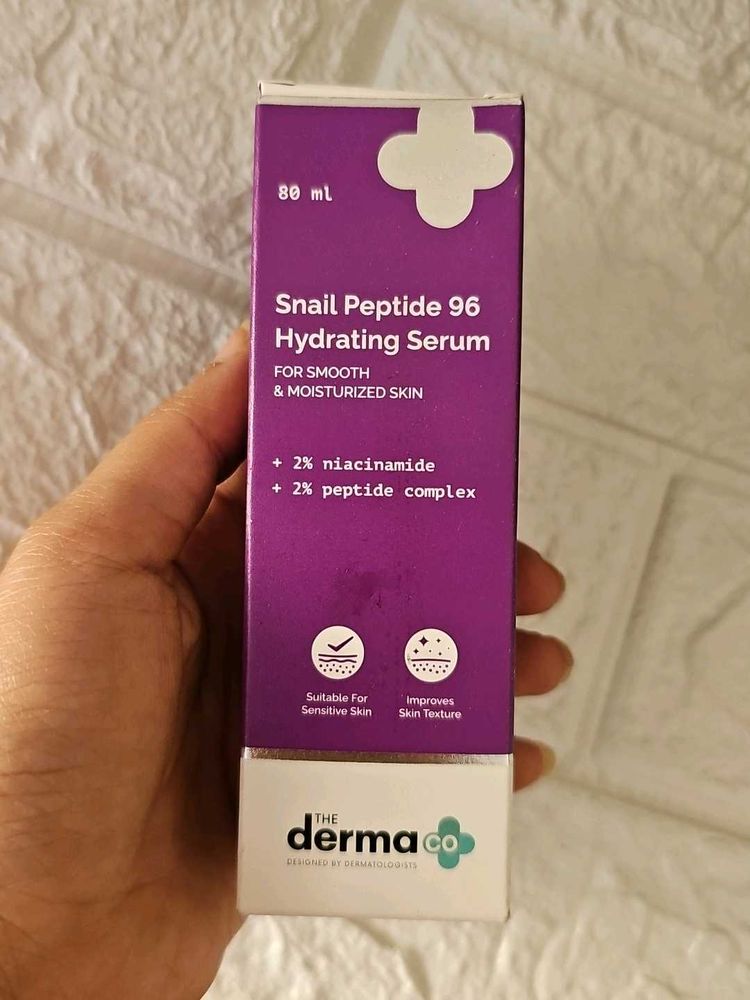 80 ml
Snail Peptide 96
Hydrating Serum
FOR SMOOTH
& MOISTURIZED SKIN
+ 2% niacinamide
+ 2% peptide complex
Suitable For
Sensitive Skin
Improves
Skin Texture
THE
derma co
DESIGNED BY DERMATOLOGISTS